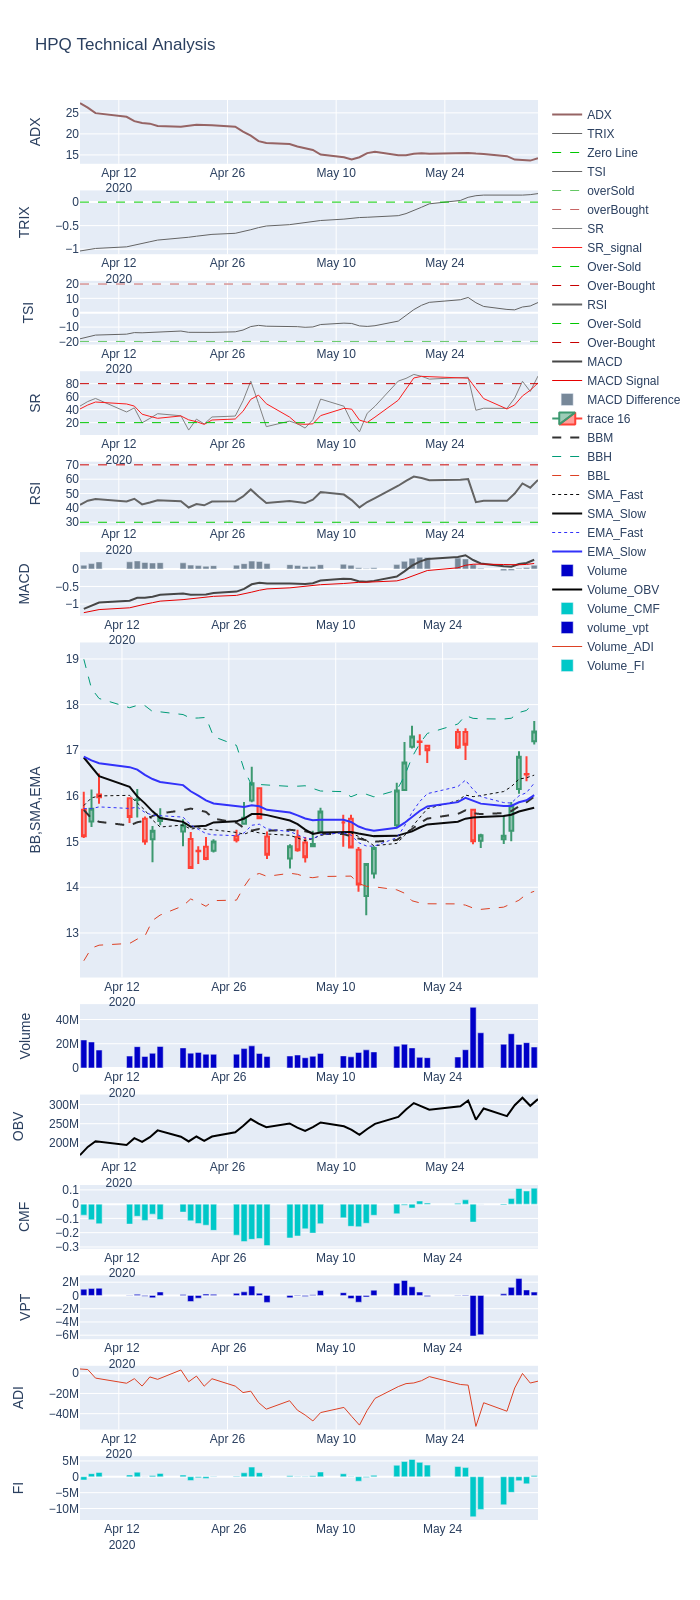 HPQ Technical Analysis
ADX
25
20
15
Apr 12
2020
Apr 26
May 10
May 24
TRIX
0
−0.5
−1
Apr 12
2020
Apr 26
May 10
May 24
TSI
20
10
0
−10
−20
Apr 12
2020
Apr 26
May 10
May 24
SR
80
60
40
20
Apr 12
2020
Apr 26
May 10
May 24
RSI
70
60
50
40
30
Apr 12
2020
Apr 26
May 10
May 24
MACD
0
−0.5
−1
Apr 12
2020
Apr 26
May 10
May 24
BB,SMA,EMA
19
18
17
16
15
14
13
Apr 12
2020
Apr 26
May 10
May 24
Volume
40M
20M
0
Apr 12
2020
Apr 26
May 10
May 24
OBV
300M
250M
200M
Apr 12
2020
Apr 26
May 10
May 24
CMF
0.1
0
−0.1
−0.2
−0.3
Apr 12
2020
Apr 26
May 10
May 24
VPT
2M
0
−2M
−4M
−6M
Apr 12
2020
Apr 26
May 10
May 24
ADI
0
−20M
−40M
Apr 12
2020
Apr 26
May 10
May 24
FI
5M
0
−5M
−10M
Apr 12
2020
Apr 26
May 10
May 24
ADX
TRIX
Zero Line
TSI
overSold
overBought
SR
SR_signal
Over-Sold
Over-Bought
RSI
Over-Sold
Over-Bought
MACD
MACD Signal
MACD Difference
trace 16
BBM
BBH
BBL
SMA_Fast
SMA_Slow
EMA_Fast
EMA_Slow
Volume
Volume_OBV
Volume_CMF
volume_vpt
Volume_ADI
Volume_FI